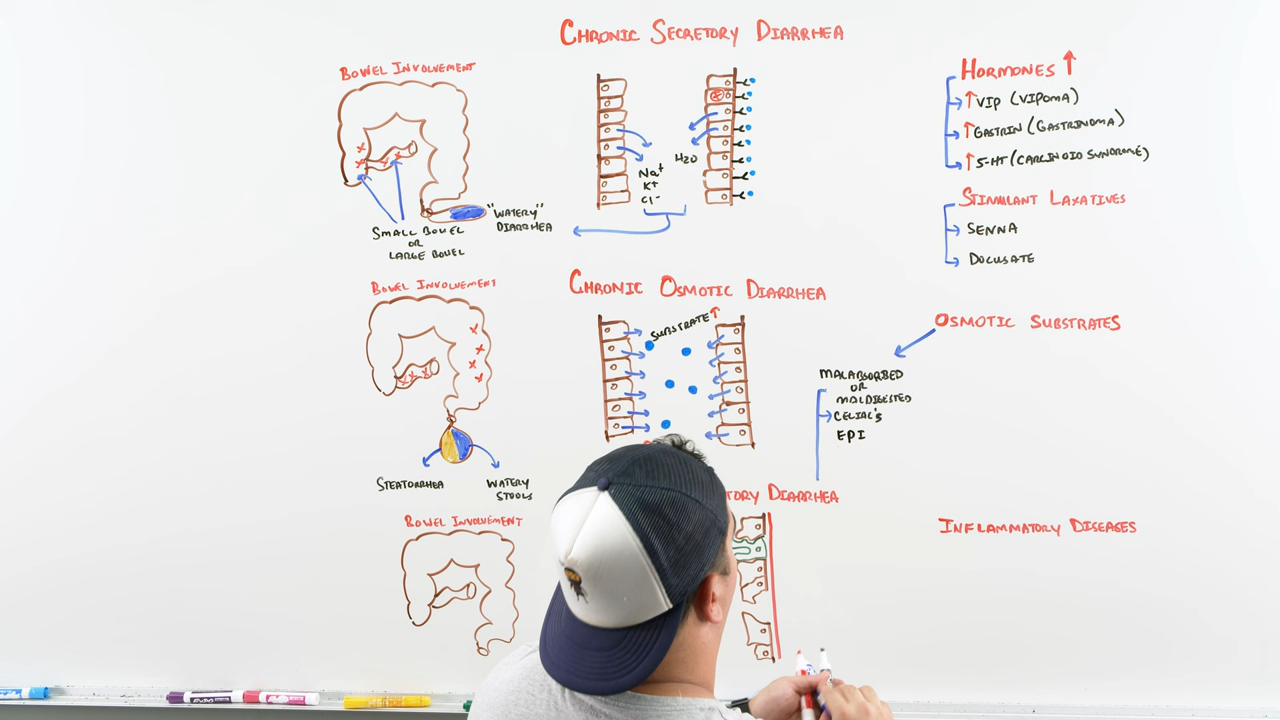 CHRONIC SECRETORY DIARRHEA
BOWEL INVOLVEMENT
SMALL BOWEL
OR
LARGE BOWEL
"WATERY"
DIARRHEA
Na+
K+
Cl-
H2O
HORMONES ↑
↑ VIP (VIPOMA)
↑ GASTRIN (GASTRINOMA)
↑ 5-HT (CARCINOID SYNDROME)
STIMULANT LAXATIVES
SENNA
DOCUSATE
CHRONIC OSMOTIC DIARRHEA
BOWEL INVOLVEMENT
STEATORRHEA
WATERY
STOOLS
SUBSTRATE ↑
OSMOTIC SUBSTRATES
MALABSORBED
OR
MALDIGESTED
CELIAC'S
EPI
TORY DIARRHEA
BOWEL INVOLVEMENT
INFLAMMATORY DISEASES